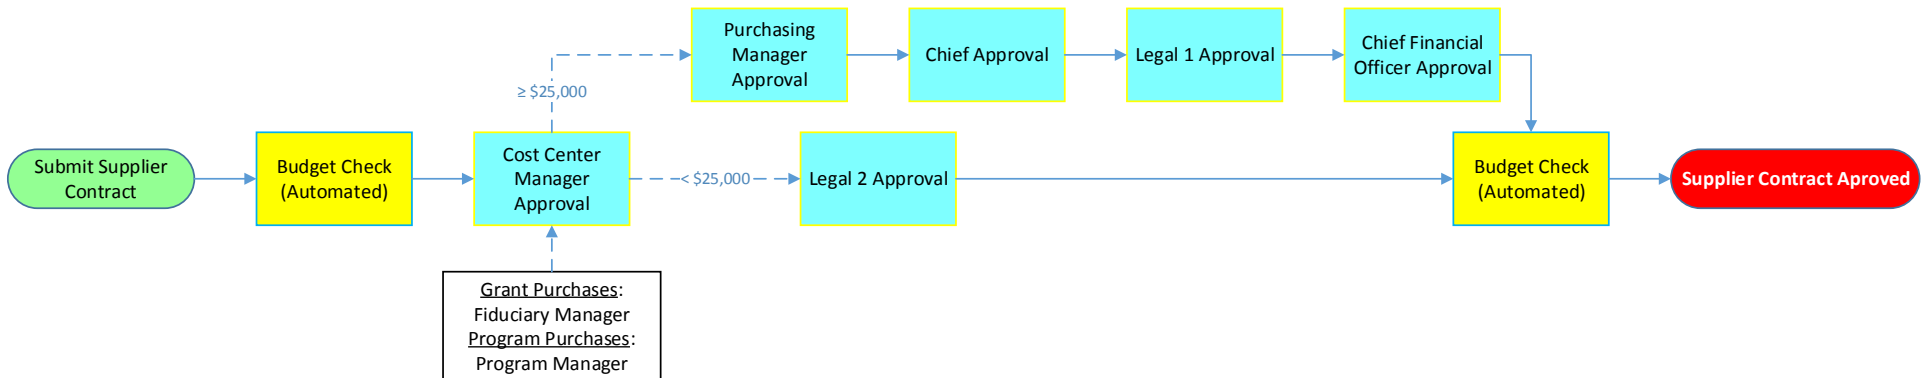 Purchasing
Manager
Approval
Chief Approval
Legal 1 Approval
Chief Financial
Officer Approval
≥ $25,000
Submit Supplier
Contract
Budget Check
(Automated)
Cost Center
Manager
Approval
< $25,000
Legal 2 Approval
Budget Check
(Automated)
Supplier Contract Aproved
Grant Purchases:
Fiduciary Manager
Program Purchases:
Program Manager